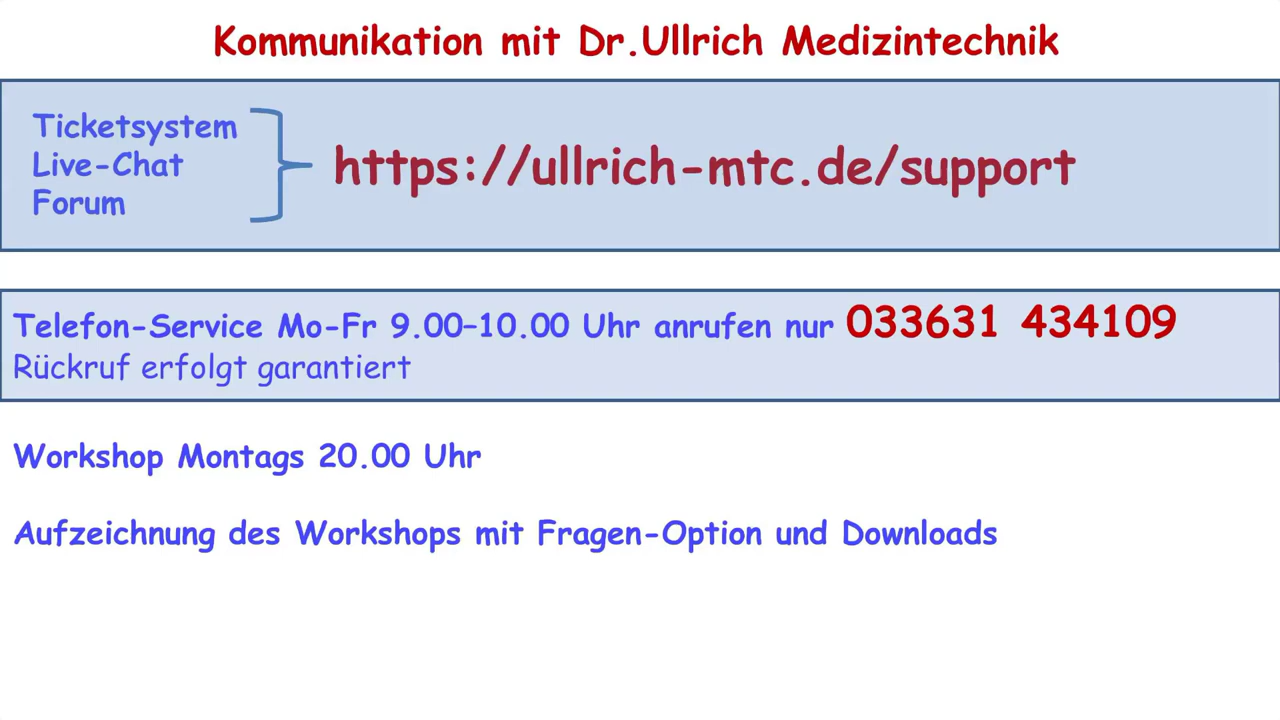 Kommunikation mit Dr.Ullrich Medizintechnik
Ticketsystem
Live-Chat
Forum
https://ullrich-mtc.de/support
Telefon-Service Mo-Fr 9.00–10.00 Uhr anrufen nur 033631 434109
Rückruf erfolgt garantiert
Workshop Montags 20.00 Uhr
Aufzeichnung des Workshops mit Fragen-Option und Downloads